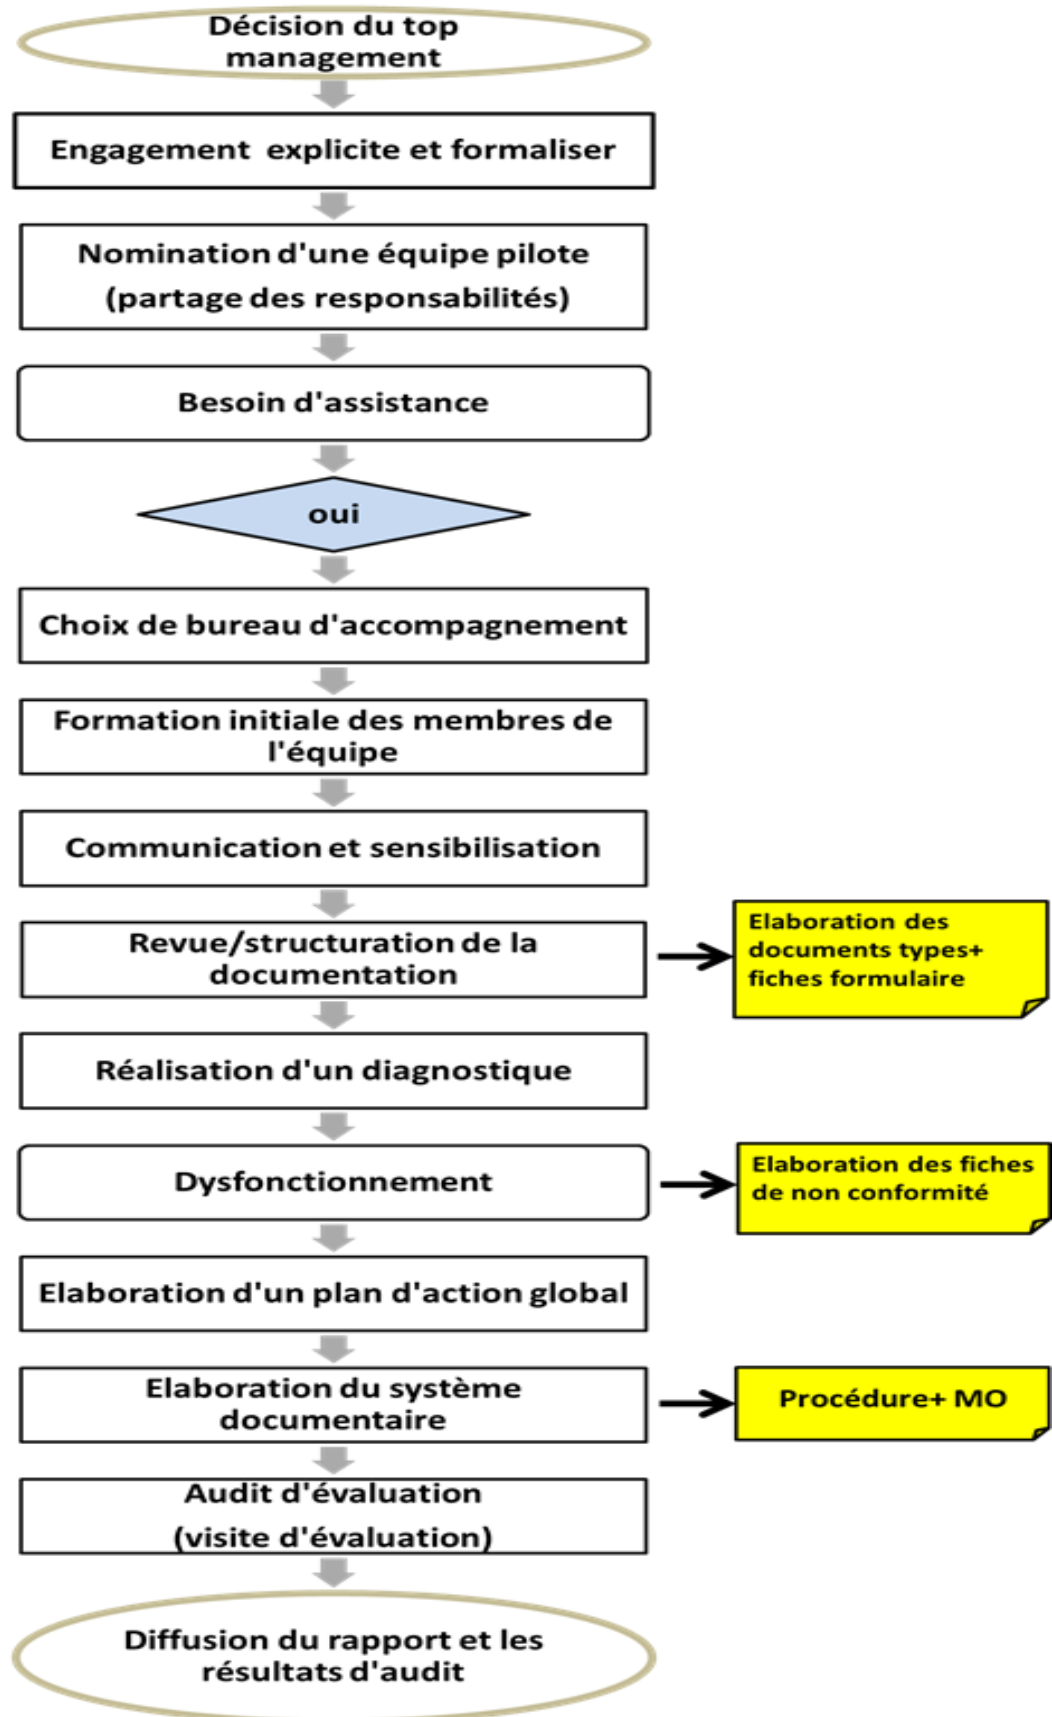 Décision du top
management
Engagement explicite et formaliser
Nomination d'une équipe pilote
(partage des responsabilités)
Besoin d'assistance
oui
Choix de bureau d'accompagnement
Formation initiale des membres de
l'équipe
Communication et sensibilisation
Revue/structuration de la
documentation
Elaboration des
documents types+
fiches formulaire
Réalisation d'un diagnostique
Dysfonctionnement
Elaboration des fiches
de non conformité
Elaboration d'un plan d'action global
Elaboration du système
documentaire
Procédure+ MO
Audit d'évaluation
(visite d'évaluation)
Diffusion du rapport et les
résultats d'audit